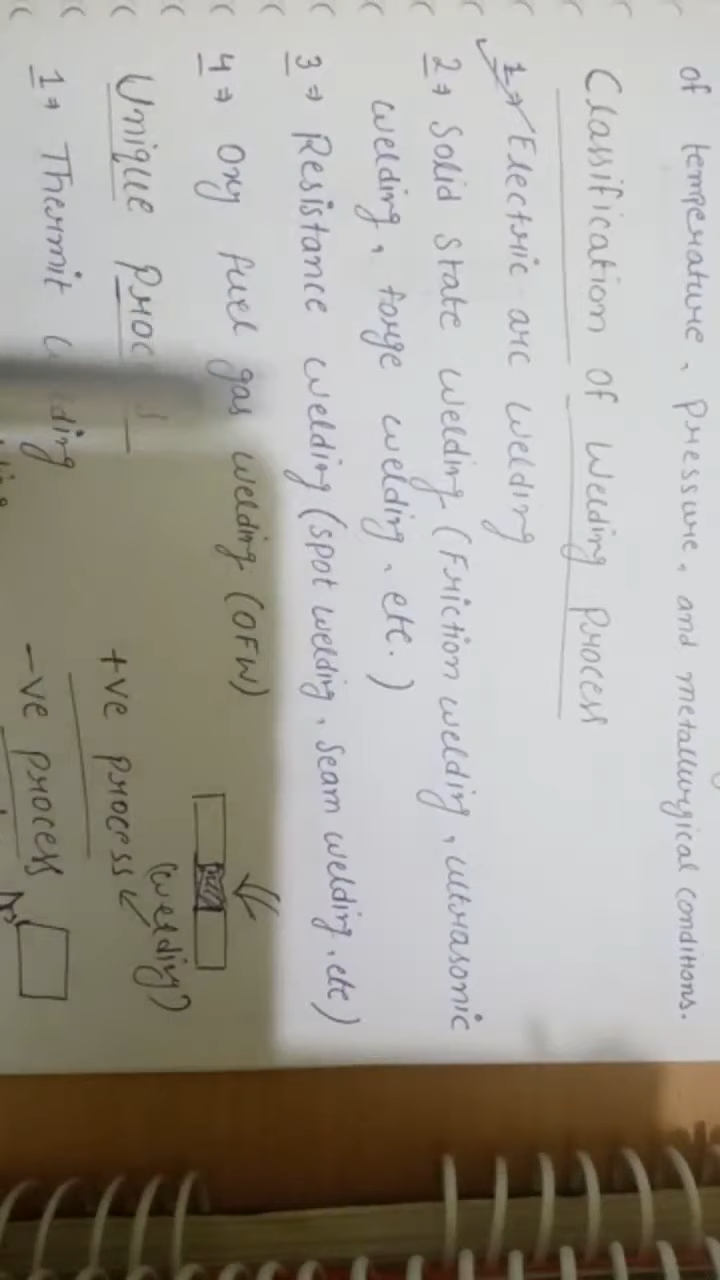 of temperature, pressure, and metallurgical conditions.
Classification of Welding Process
1→ Electric arc welding
2→ Solid state welding (Friction welding, ultrasonic
welding, forge welding, etc.)
3⇒ Resistance welding (spot welding, seam welding, etc)
4⇒ Oxy fuel gas welding (OFW)
Unique
1→ Thermit
+ve process
(welding)
-ve process